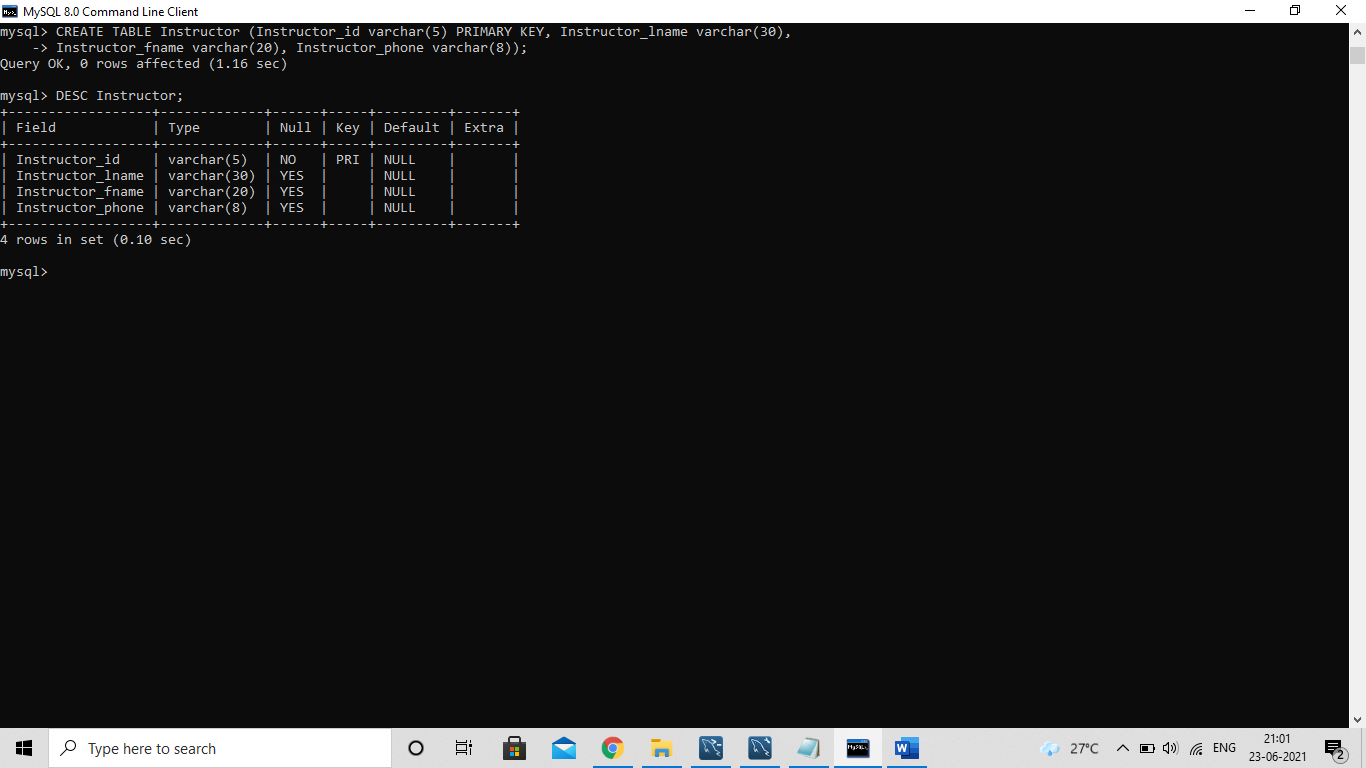 MySQL 8.0 Command Line Client
mysql> CREATE TABLE Instructor (Instructor_id varchar(5) PRIMARY KEY, Instructor_lname varchar(30),
    -> Instructor_fname varchar(20), Instructor_phone varchar(8));
Query OK, 0 rows affected (1.16 sec)
mysql> DESC Instructor;
+------------------+-------------+------+-----+---------+-------+
| Field            | Type        | Null | Key | Default | Extra |
+------------------+-------------+------+-----+---------+-------+
| Instructor_id    | varchar(5)  | NO   | PRI | NULL    |       |
| Instructor_lname | varchar(30) | YES  |     | NULL    |       |
| Instructor_fname | varchar(20) | YES  |     | NULL    |       |
| Instructor_phone | varchar(8)  | YES  |     | NULL    |       |
+------------------+-------------+------+-----+---------+-------+
4 rows in set (0.10 sec)
mysql>
Type here to search
27°C
ENG
21:01
23-06-2021
2